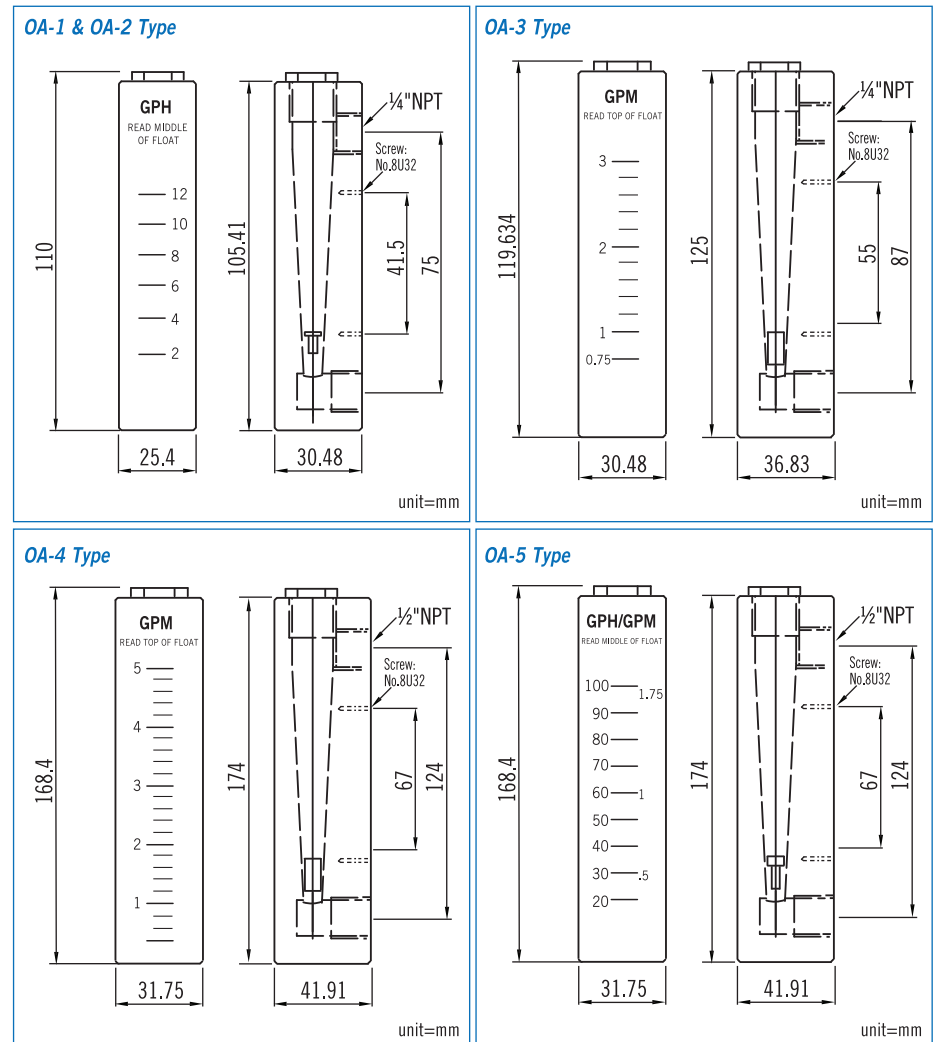 OA-1 & OA-2 Type
110
GPH
READ MIDDLE
OF FLOAT
12
10
8
6
4
2
25.4
105.41
¼"NPT
Screw:
No.8U32
41.5
75
30.48
unit=mm
OA-3 Type
119.634
GPM
READ TOP OF FLOAT
3
2
1
0.75
30.48
125
¼"NPT
Screw:
No.8U32
55
87
36.83
unit=mm
OA-4 Type
168.4
GPM
READ TOP OF FLOAT
5
4
3
2
1
31.75
174
½"NPT
Screw:
No.8U32
67
124
41.91
unit=mm
OA-5 Type
168.4
GPH/GPM
READ MIDDLE OF FLOAT
100 1.75
90
80
70
60 1
50
40
30 .5
20
31.75
174
½"NPT
Screw:
No.8U32
67
124
41.91
unit=mm